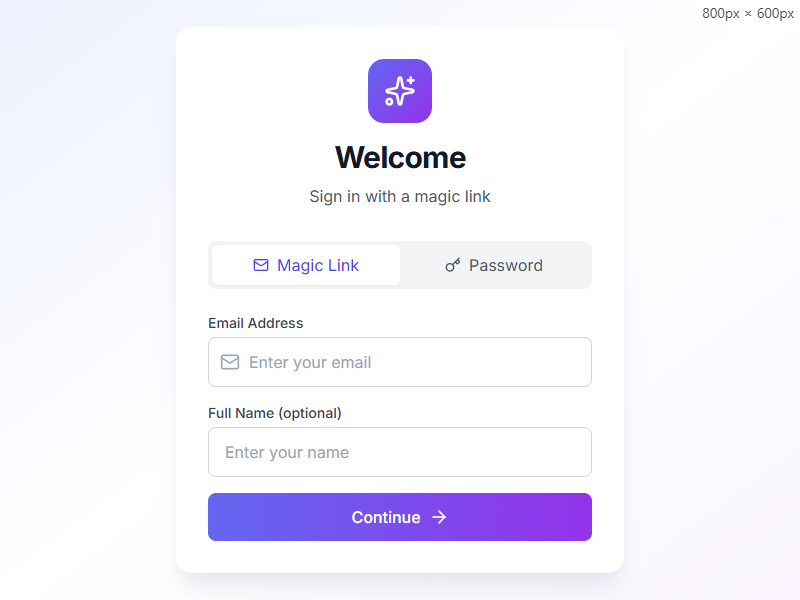 800px × 600px
Welcome
Sign in with a magic link
Magic Link
Password
Email Address
Enter your email
Full Name (optional)
Enter your name
Continue